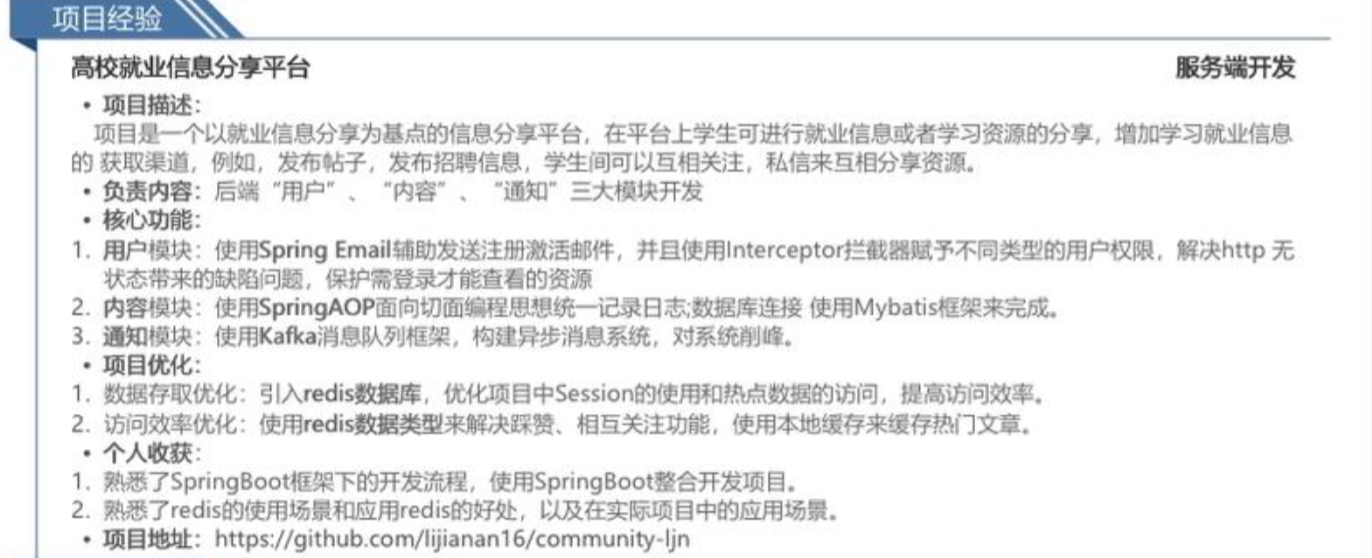 项目经验
高校就业信息分享平台 服务端开发
• 项目描述：
项目是一个以就业信息分享为基点的信息分享平台，在平台上学生可进行就业信息或者学习资源的分享，增加学习就业信息
的 获取渠道，例如，发布帖子，发布招聘信息，学生间可以互相关注，私信来互相分享资源。
• 负责内容：后端“用户”、“内容”、“通知”三大模块开发
• 核心功能：
1. 用户模块：使用Spring Email辅助发送注册激活邮件，并且使用Interceptor拦截器赋予不同类型的用户权限，解决http 无
状态带来的缺陷问题，保护需登录才能查看的资源
2. 内容模块：使用SpringAOP面向切面编程思想统一记录日志;数据库连接 使用Mybatis框架来完成。
3. 通知模块：使用Kafka消息队列框架，构建异步消息系统，对系统削峰。
• 项目优化：
1. 数据存取优化：引入redis数据库，优化项目中Session的使用和热点数据的访问，提高访问效率。
2. 访问效率优化：使用redis数据类型来解决踩赞、相互关注功能，使用本地缓存来缓存热门文章。
• 个人收获：
1. 熟悉了SpringBoot框架下的开发流程，使用SpringBoot整合开发项目。
2. 熟悉了redis的使用场景和应用redis的好处，以及在实际项目中的应用场景。
• 项目地址：https://github.com/lijianan16/community-ljn